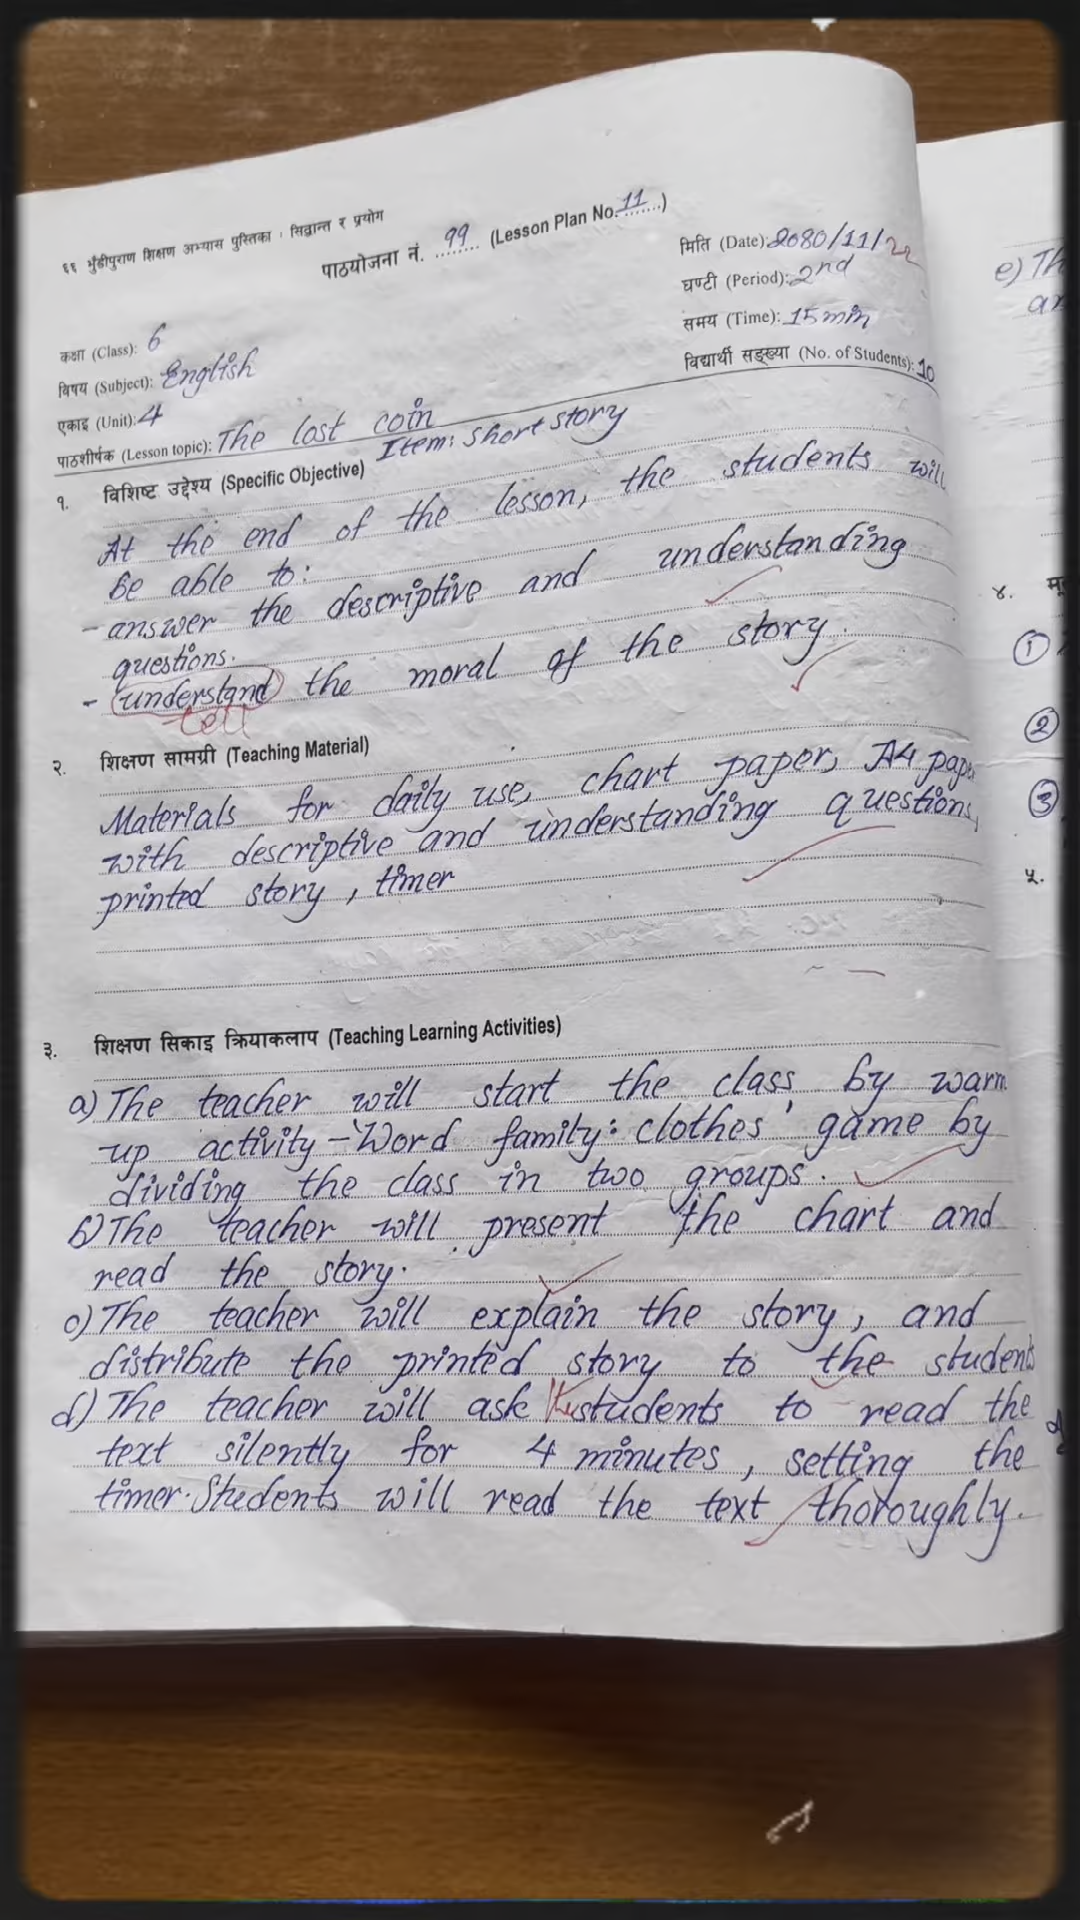 ६६ भुँडीपुराण शिक्षण अभ्यास पुस्तिका : सिद्धान्त र प्रयोग
पाठयोजना नं. ११ (Lesson Plan No. 11)
मिति (Date): 2080/11/22
घण्टी (Period): 2nd
समय (Time): 15 min
विद्यार्थी सङ्ख्या (No. of Students): 10
कक्षा (Class): 6
विषय (Subject): English
एकाइ (Unit): 4
पाठशीर्षक (Lesson topic): The lost coin
Item: short story
१. विशिष्ट उद्देश्य (Specific Objective)
At the end of the lesson, the students will
be able to:
- answer the descriptive and understanding
questions.
- understand the moral of the story.
tell
२. शिक्षण सामग्री (Teaching Material)
Materials for daily use, chart paper, A4 pape
with descriptive and understanding questions,
printed story, timer
३. शिक्षण सिकाइ क्रियाकलाप (Teaching Learning Activities)
a) The teacher will start the class by warm
up activity - 'Word family: clothes' game by
dividing the class in two groups.
b) The teacher will present the chart and
read the story.
c) The teacher will explain the story, and
distribute the printed story to the students
d) The teacher will ask the students to read the
text silently for 4 minutes, setting the
timer. Students will read the text thoroughly.
e) Th
an
४. मू
①
②
③
५.